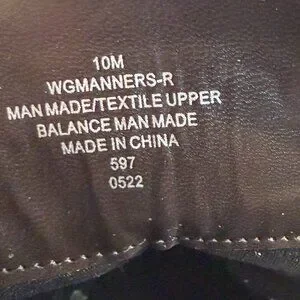 10M
WGMANNERS-R
MAN MADE/TEXTILE UPPER
BALANCE MAN MADE
MADE IN CHINA
597
0522